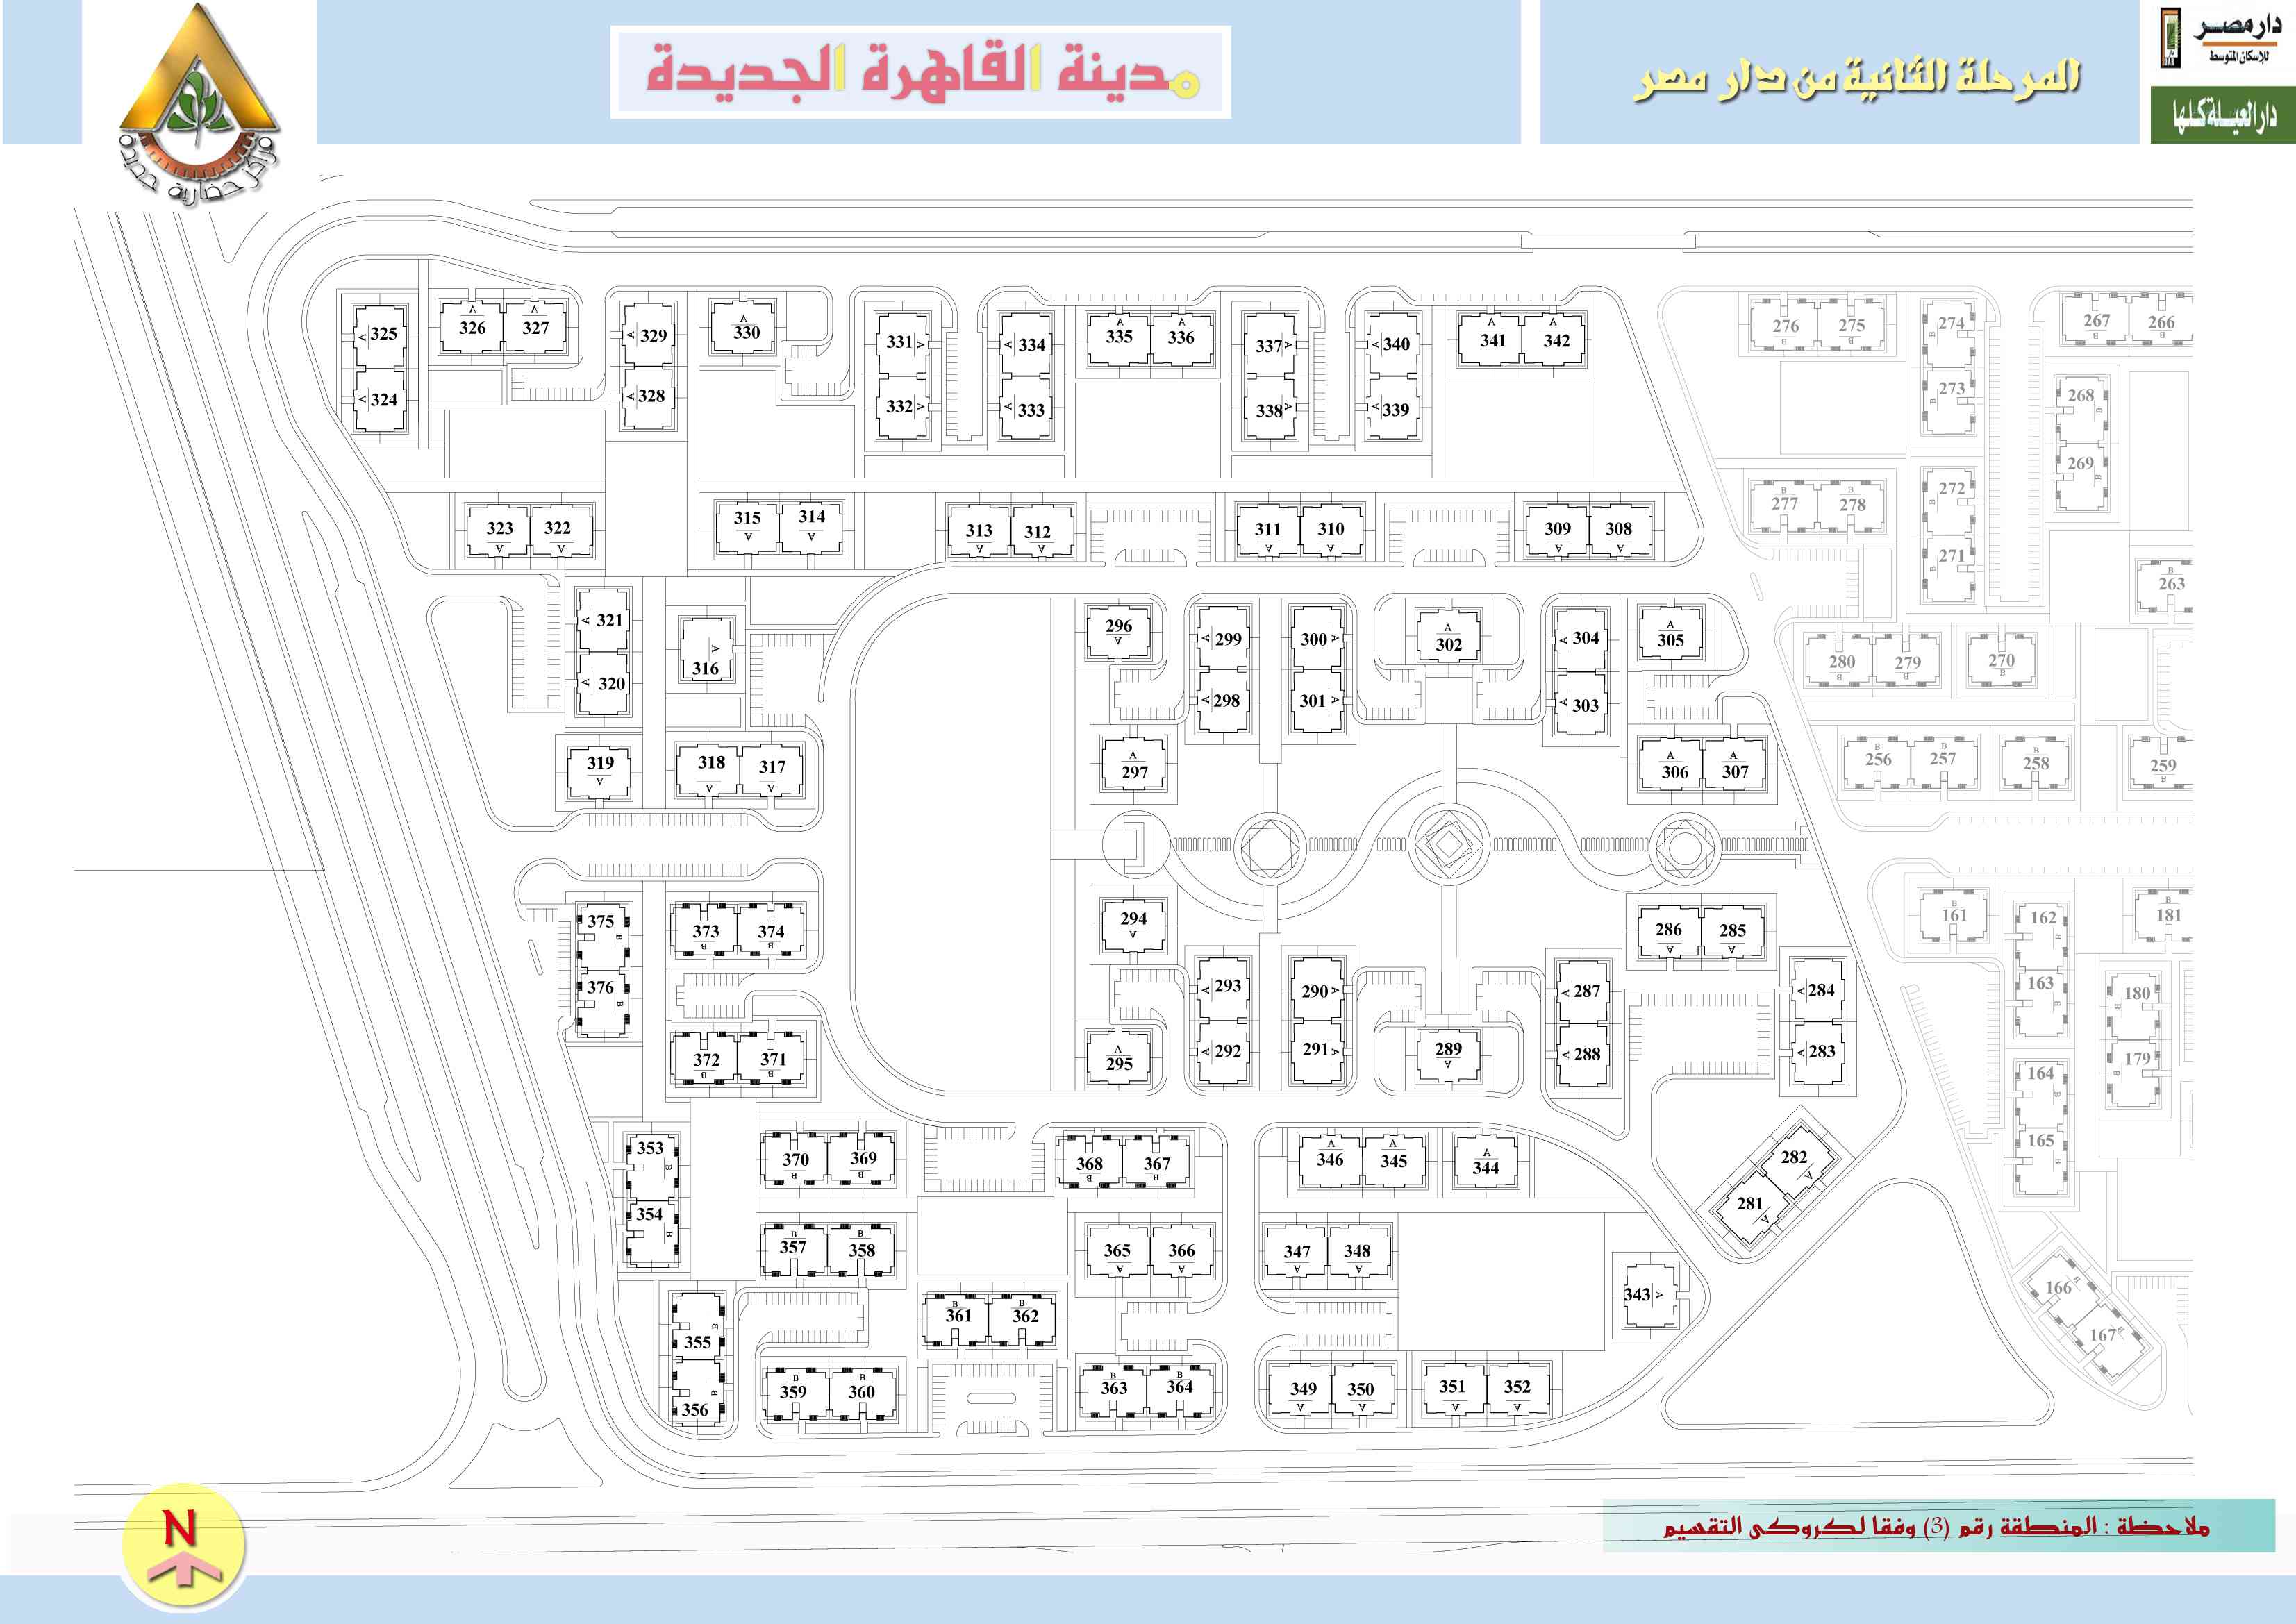 دار مصر
للإسكان المتوسط
دار العيلة كلها
المرحلة الثانية من دار مصر
مدينة القاهرة الجديدة
مراكز حضارية جديدة
325 326 327 329 330 331 334 335 336 337 340 341 342 276 275 274 267 266
324 328 332 333 338 339 273 268
269
323 322 315 314 313 312 311 310 309 308 277 278 272
271
263
321 316 296 299 300 302 304 305 280 279 270
320 298 301 303
319 318 317 297 306 307 256 257 258 259
375 373 374 294 286 285 161 162 181
376 293 290 287 284 163 180
372 371 295 292 291 289 288 283 179
164
353 370 369 368 367 346 345 344 282 165
354 281
357 358 365 366 347 348 343 166
355 361 362 167
356 359 360 363 364 349 350 351 352
A
B
N
ملاحظة : المنطقة رقم (3) وفقا لكروكى التقسيم